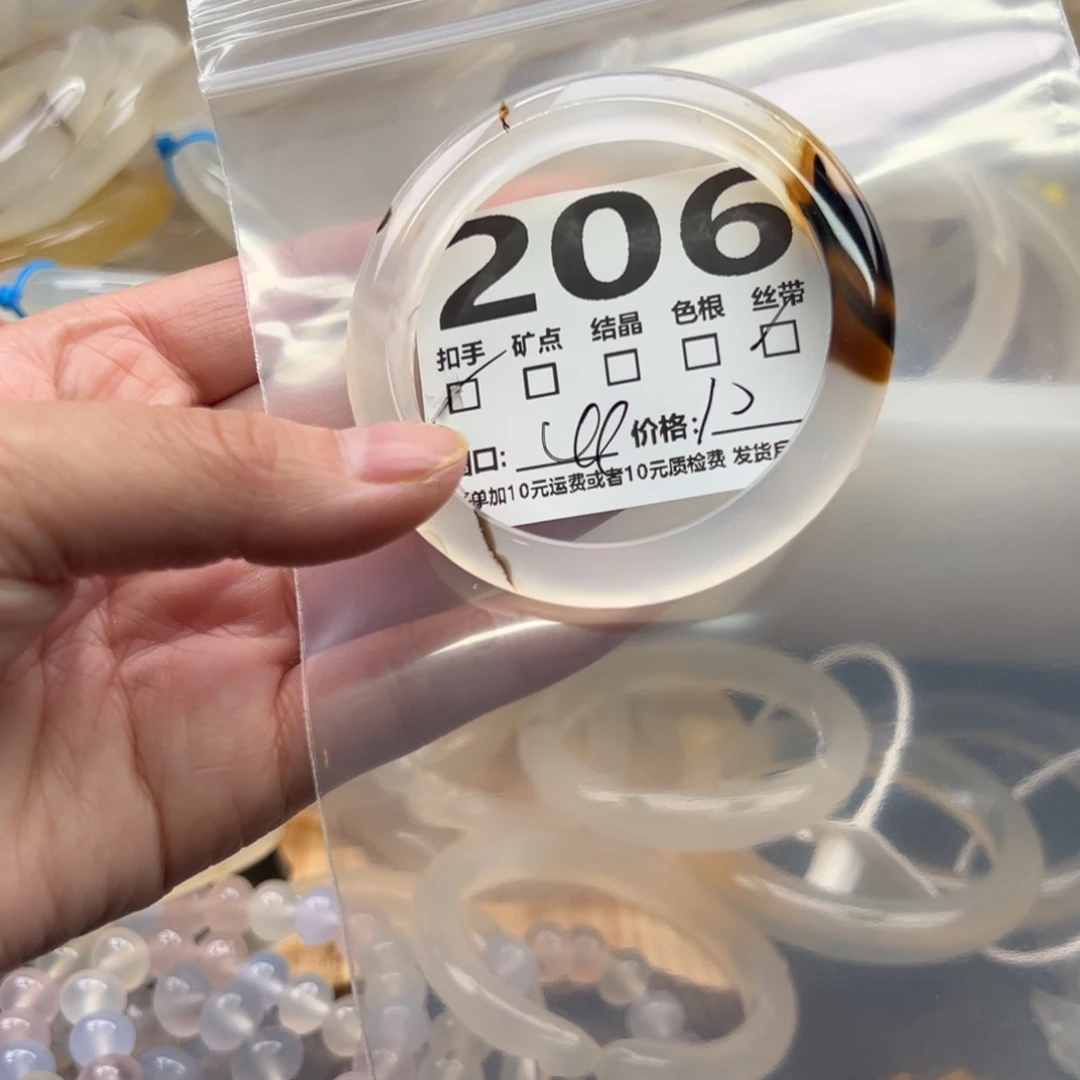 206
扣手 矿点 结晶 色根 丝带
口: 价格:
单加10元运费或者10元质检费 发货